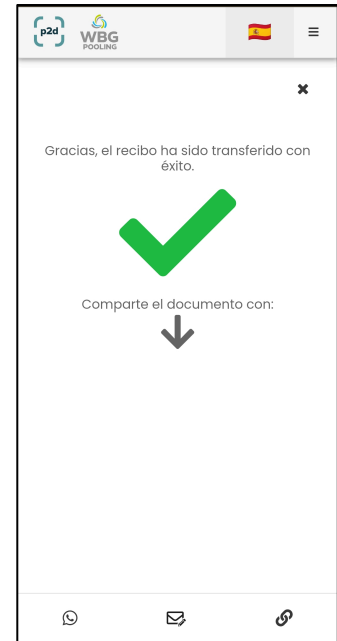 p2d
WBG
POOLING
Gracias, el recibo ha sido transferido con
éxito.
Comparte el documento con: